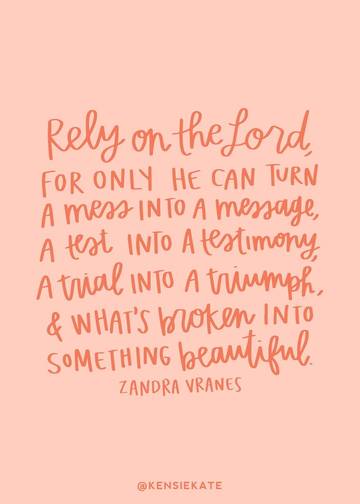 Rely on the Lord,
FOR ONLY HE CAN TURN
A mess INTO A message,
A test INTO A testimony,
A trial INTO A triumph,
& WHAT'S broken INTO
SOMETHING beautiful.
ZANDRA VRANES
@KENSIEKATE